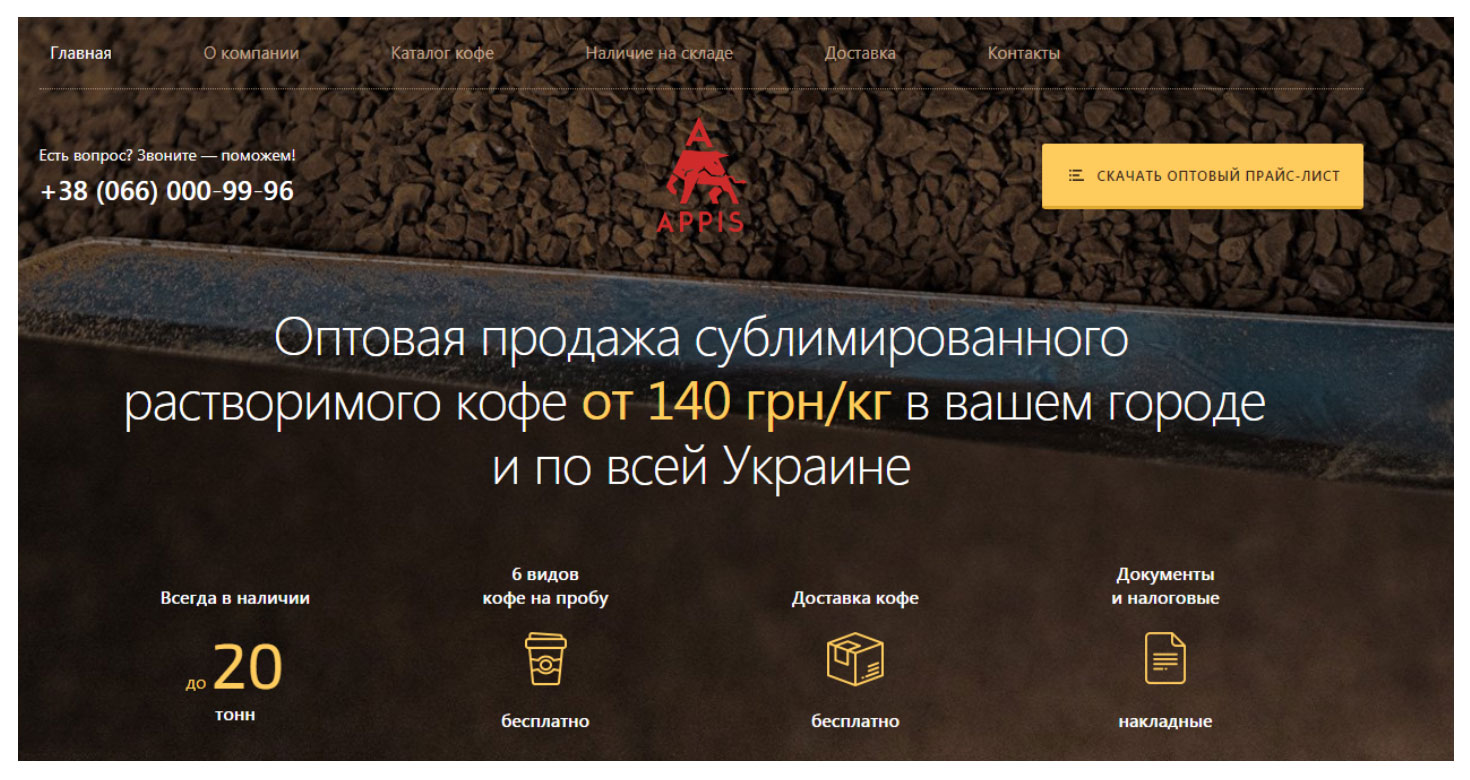 Главная О компании Каталог кофе Наличие на складе Доставка Контакты
Есть вопрос? Звоните — поможем!
+38 (066) 000-99-96
A
APPIS
СКАЧАТЬ ОПТОВЫЙ ПРАЙС-ЛИСТ
Оптовая продажа сублимированного
растворимого кофе от 140 грн/кг в вашем городе
и по всей Украине
Всегда в наличии
до 20
тонн
6 видов
кофе на пробу
бесплатно
Доставка кофе
бесплатно
Документы
и налоговые
накладные